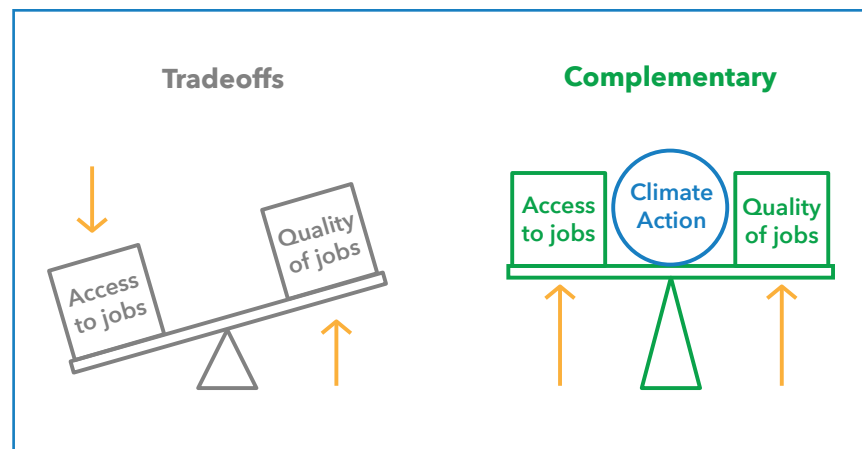 Tradeoffs
Access
to jobs
Quality
of jobs
Complementary
Access
to jobs
Climate
Action
Quality
of jobs